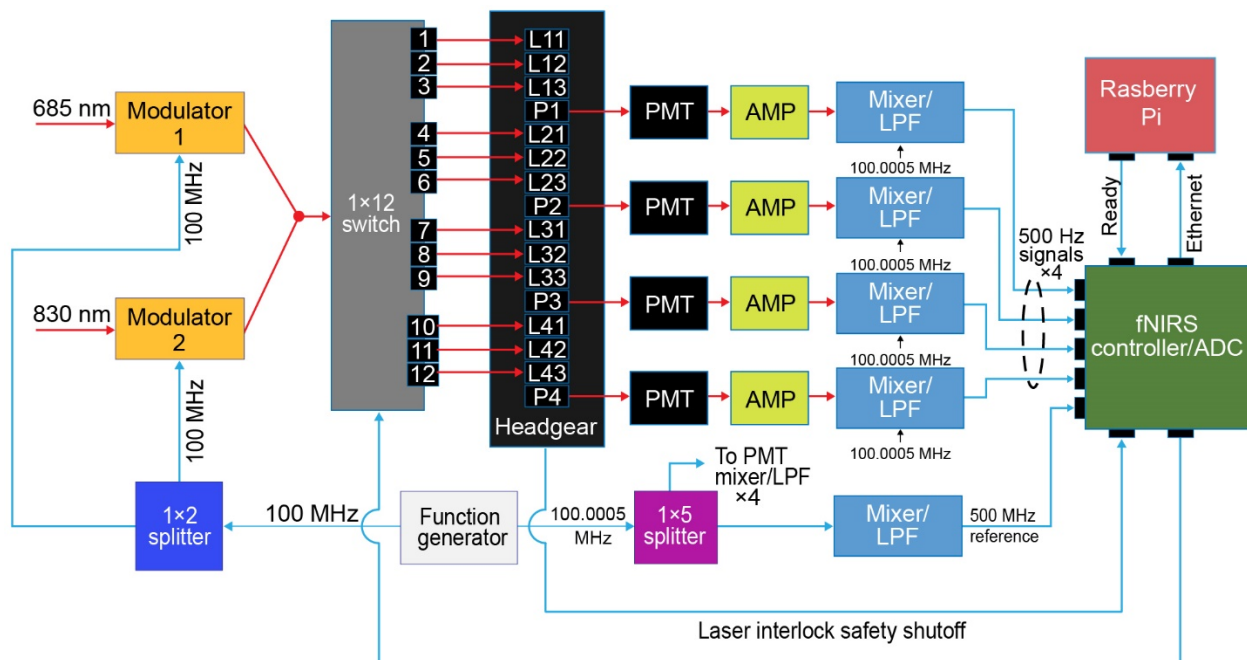 685 nm
Modulator
1
100 MHz
830 nm
Modulator
2
100 MHz
1×2
splitter
100 MHz
Function
generator
100.0005
MHz
1×5
splitter
To PMT
mixer/LPF
×4
Mixer/
LPF
500 MHz
reference
Laser interlock safety shutoff
1×12
switch
1
2
3
4
5
6
7
8
9
10
11
12
L11
L12
L13
P1
L21
L22
L23
P2
L31
L32
L33
P3
L41
L42
L43
P4
Headgear
PMT
AMP
Mixer/
LPF
100.0005 MHz
PMT
AMP
Mixer/
LPF
100.0005 MHz
PMT
AMP
Mixer/
LPF
100.0005 MHz
PMT
AMP
Mixer/
LPF
100.0005 MHz
500 Hz
signals
×4
Rasberry
Pi
Ready
Ethernet
fNIRS
controller/ADC